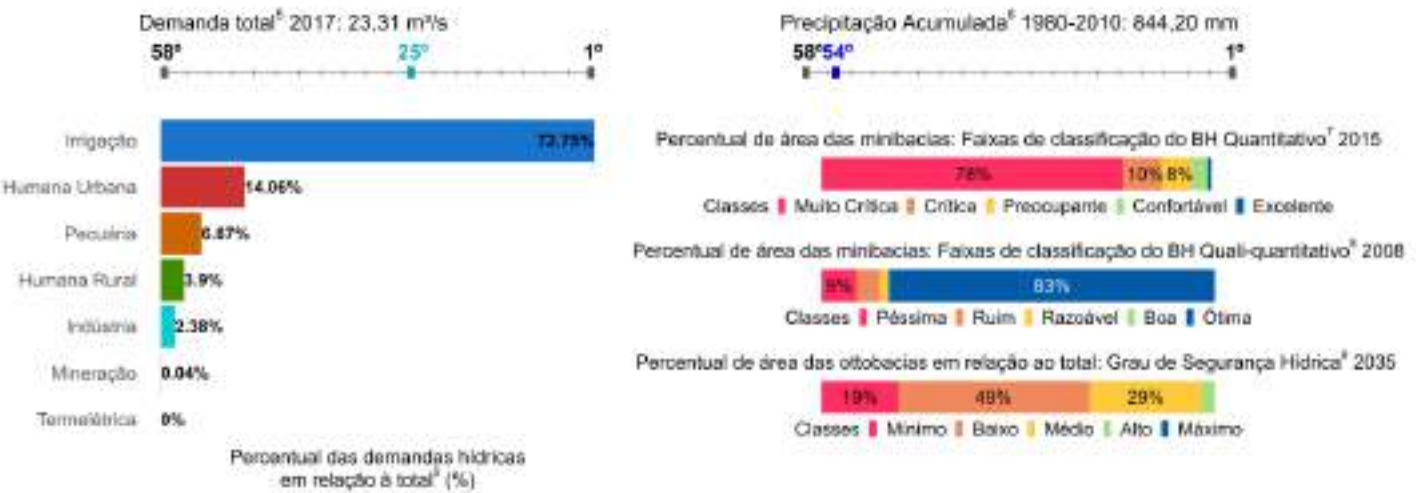 Demanda total⁶ 2017: 23,31 m³/s
58º 25º 1º
Irrigação 72.75%
Humana Urbana 14.06%
Pecuária 6.87%
Humana Rural 3.9%
Indústria 2.38%
Mineração 0.04%
Termelétrica 0%
Percentual das demandas hídricas
em relação à total (%)
Precipitação Acumulada⁶ 1980-2010: 844,20 mm
58º 54º 1º
Percentual de área das minibacias: Faixas de classificação do BH Quantitativo⁷ 2015
78% 10% 8%
Classes Muito Crítica Crítica Preocupante Confortável Excelente
Percentual de área das minibacias: Faixas de classificação do BH Quali-quantitativo⁸ 2008
9% 83%
Classes Péssima Ruim Razoável Boa Ótima
Percentual de área das ottobacias em relação ao total: Grau de Segurança Hídrica 2035
19% 49% 29%
Classes Mínimo Baixo Médio Alto Máximo